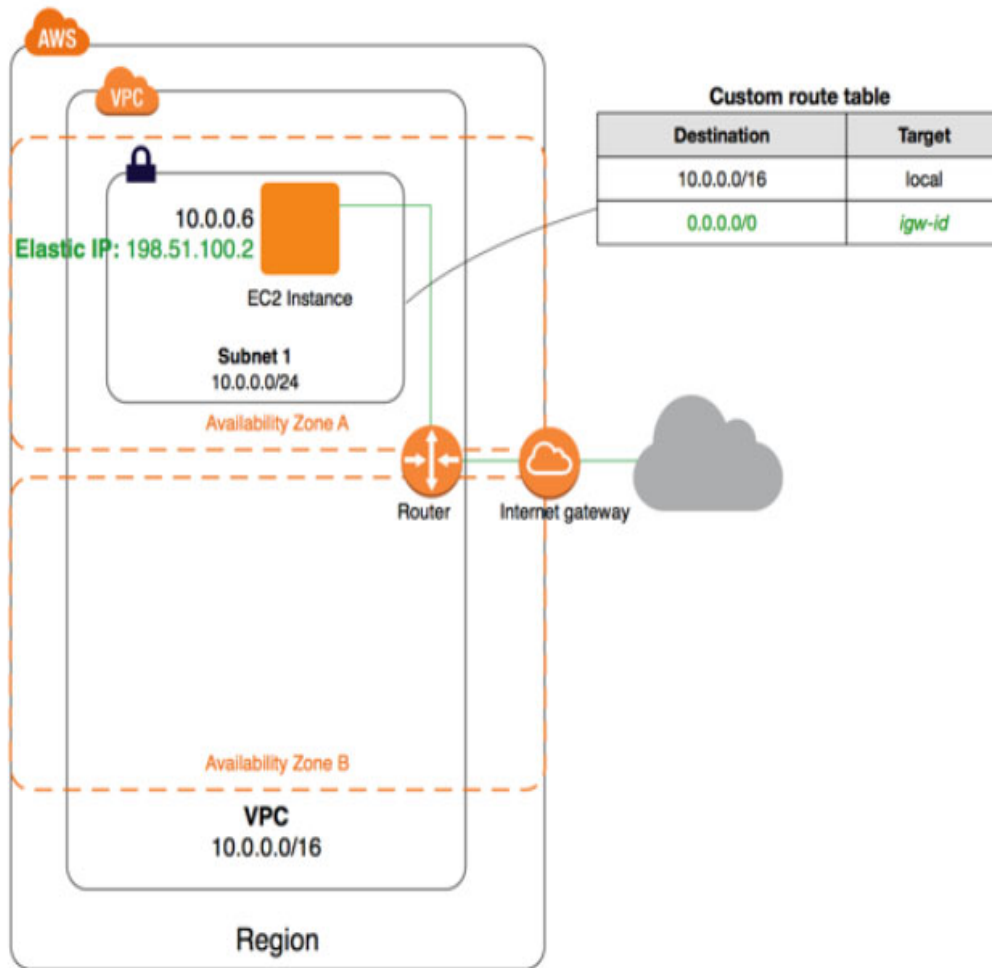 AWS
VPC
Custom route table
Destination Target
10.0.0.0/16 local
0.0.0.0/0 igw-id
10.0.0.6
Elastic IP: 198.51.100.2
EC2 Instance
Subnet 1
10.0.0.0/24
Availability Zone A
Router
Internet gateway
Availability Zone B
VPC
10.0.0.0/16
Region